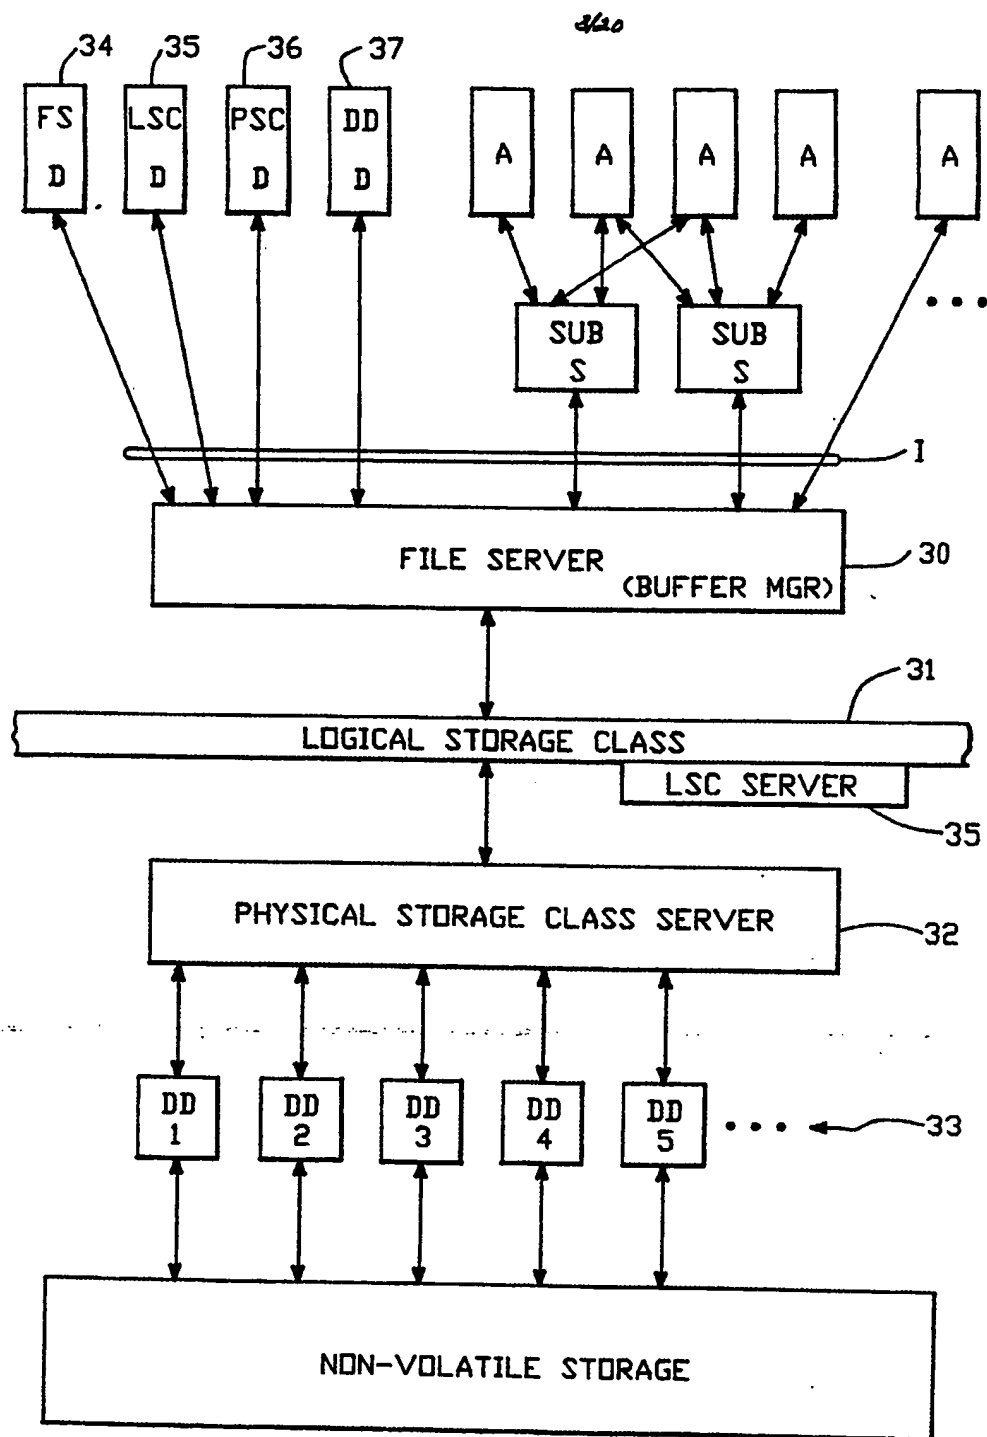 2/20
34 35 36 37
FS LSC PSC DD
D D D D
A A A A A
SUB SUB
S S
I
FILE SERVER
(BUFFER MGR)
30
31
LOGICAL STORAGE CLASS
LSC SERVER
35
PHYSICAL STORAGE CLASS SERVER
32
DD DD DD DD DD
1 2 3 4 5
33
NON-VOLATILE STORAGE